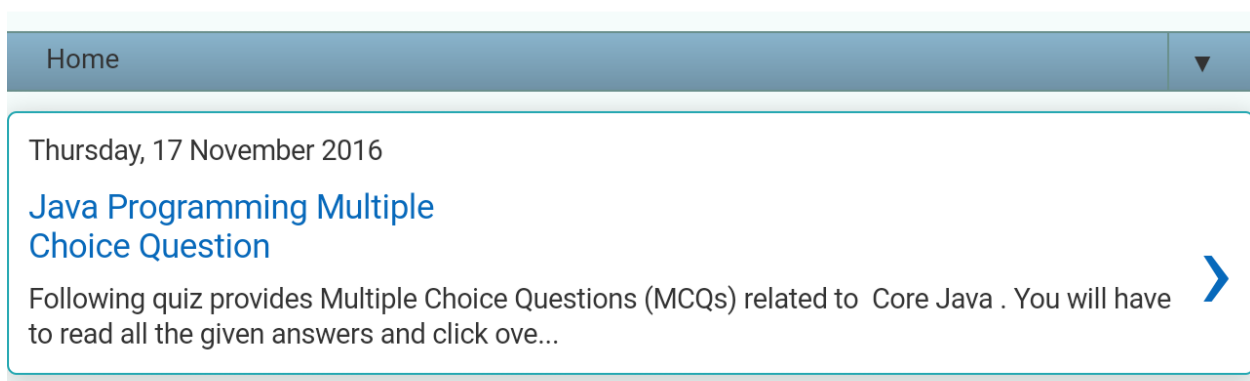 Home
▼
Thursday, 17 November 2016
Java Programming Multiple
Choice Question
Following quiz provides Multiple Choice Questions (MCQs) related to  Core Java . You will have
to read all the given answers and click ove...